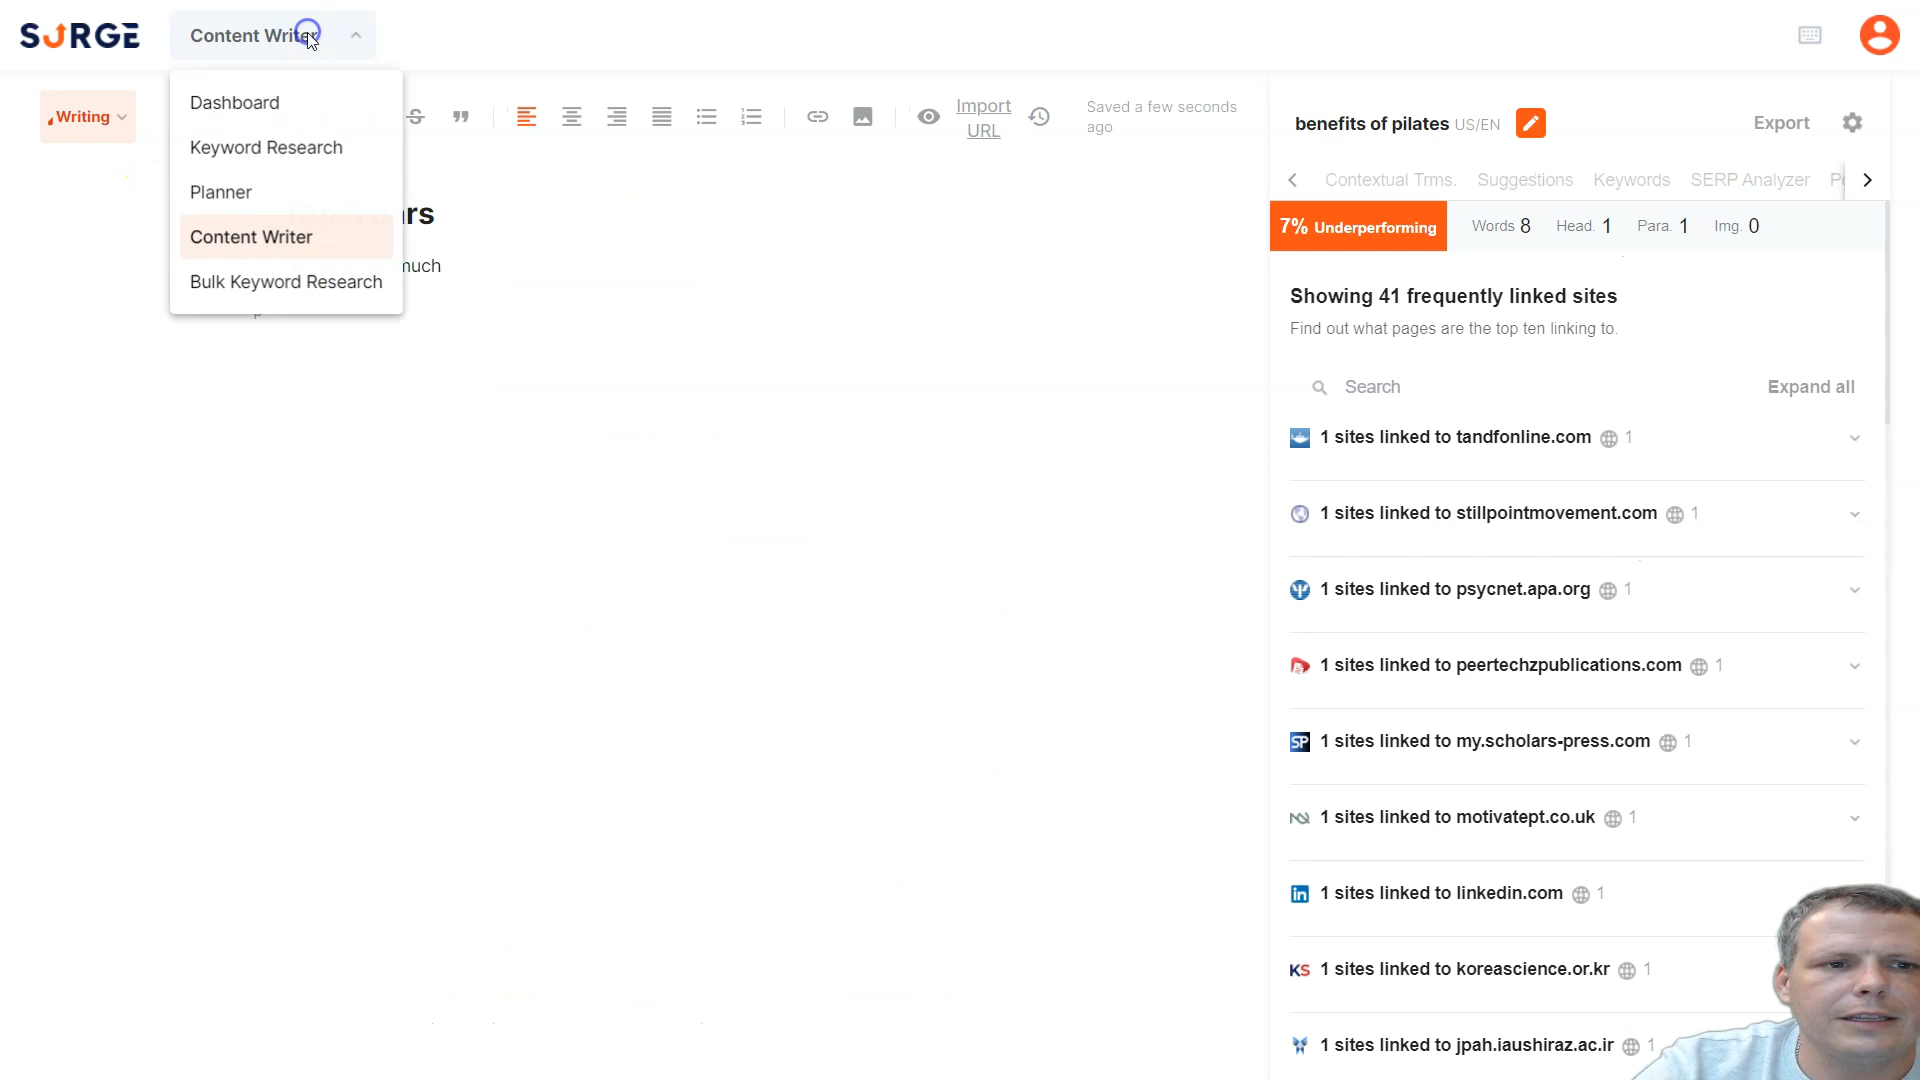 SURGE
Content Writer
Dashboard
Keyword Research
Planner
Content Writer
Bulk Keyword Research
Writing
Import
URL
Saved a few seconds
ago
rs
much
benefits of pilates US/EN
Export
Contextual Trms.
Suggestions
Keywords
SERP Analyzer
7% Underperforming
Words 8
Head. 1
Para. 1
Img. 0
Showing 41 frequently linked sites
Find out what pages are the top ten linking to.
Search
Expand all
1 sites linked to tandfonline.com 1
1 sites linked to stillpointmovement.com 1
1 sites linked to psycnet.apa.org 1
1 sites linked to peertechzpublications.com 1
SP 1 sites linked to my.scholars-press.com 1
1 sites linked to motivatept.co.uk 1
in 1 sites linked to linkedin.com 1
KS 1 sites linked to koreascience.or.kr 1
1 sites linked to jpah.iaushiraz.ac.ir 1